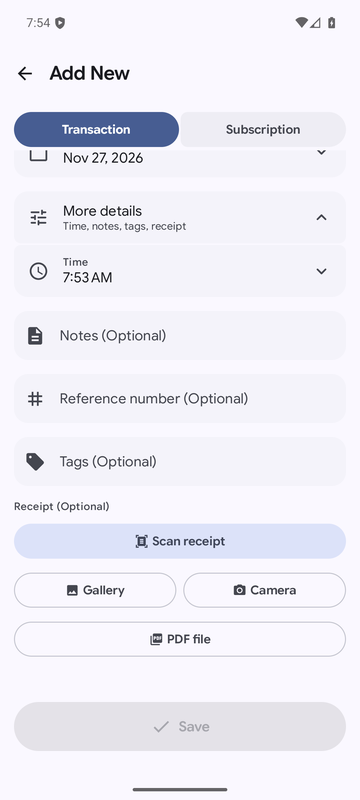 7:54
Add New
Transaction
Subscription
Nov 27, 2026
More details
Time, notes, tags, receipt
Time
7:53 AM
Notes (Optional)
Reference number (Optional)
Tags (Optional)
Receipt (Optional)
Scan receipt
Gallery
Camera
PDF file
Save